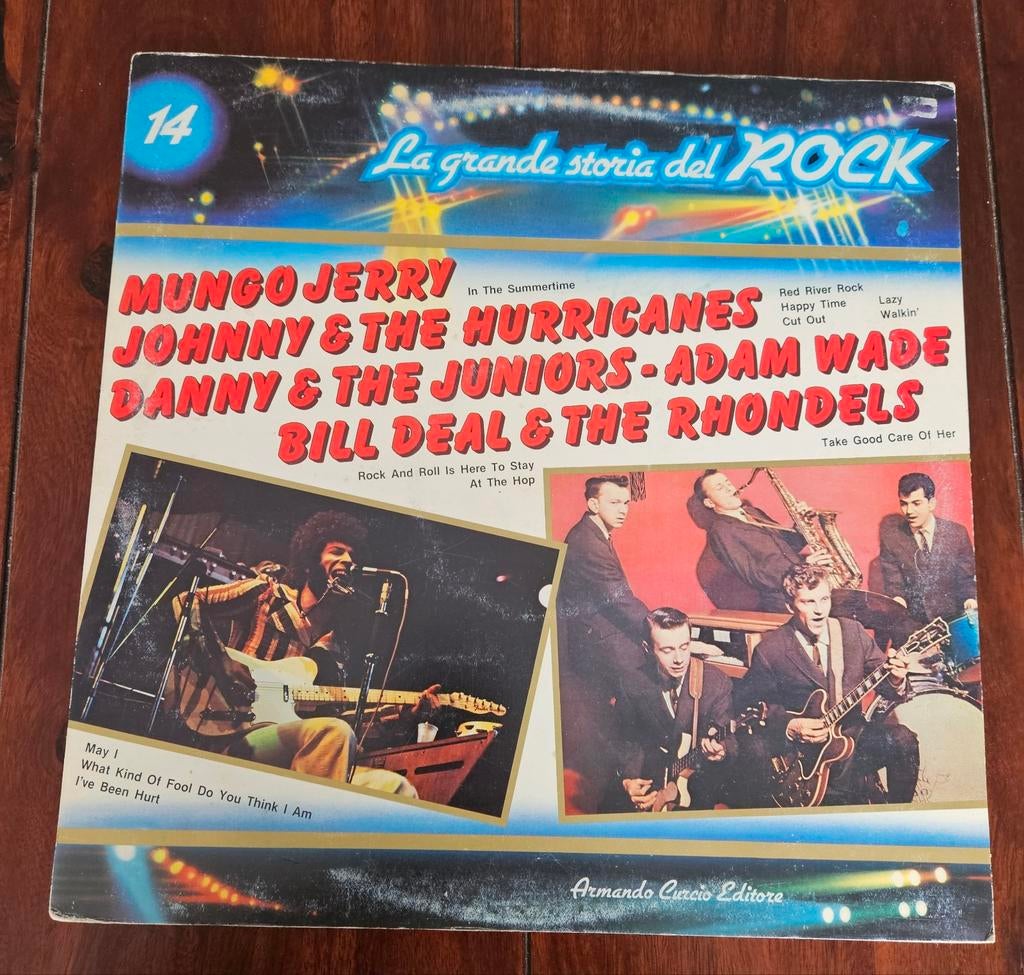 14
La grande storia del ROCK
MUNGO JERRY
In The Summertime
JOHNNY & THE HURRICANES
Red River Rock
Happy Time
Cut Out
Lazy
Walkin'
DANNY & THE JUNIORS - ADAM WADE
BILL DEAL & THE RHONDELS
Take Good Care Of Her
Rock And Roll Is Here To Stay
At The Hop
May I
What Kind Of Fool Do You Think I Am
I've Been Hurt
Armando Curcio Editore